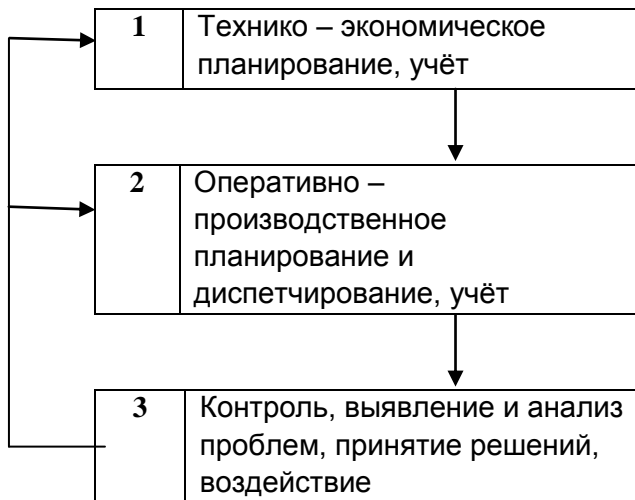 1 Технико – экономическое
планирование, учёт
2 Оперативно –
производственное
планирование и
диспетчирование, учёт
3 Контроль, выявление и анализ
проблем, принятие решений,
воздействие